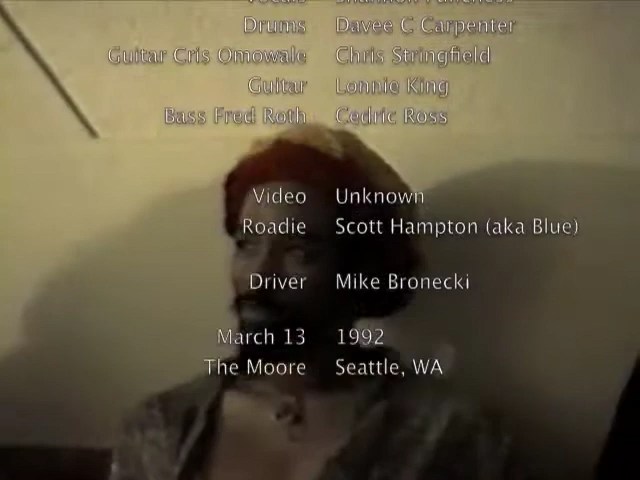 Drums Davee C Carpenter
Guitar Cris Omowale Chris Stringfield
Guitar Lonnie King
Bass Fred Roth Cedric Ross
Video Unknown
Roadie Scott Hampton (aka Blue)
Driver Mike Bronecki
March 13 1992
The Moore Seattle, WA